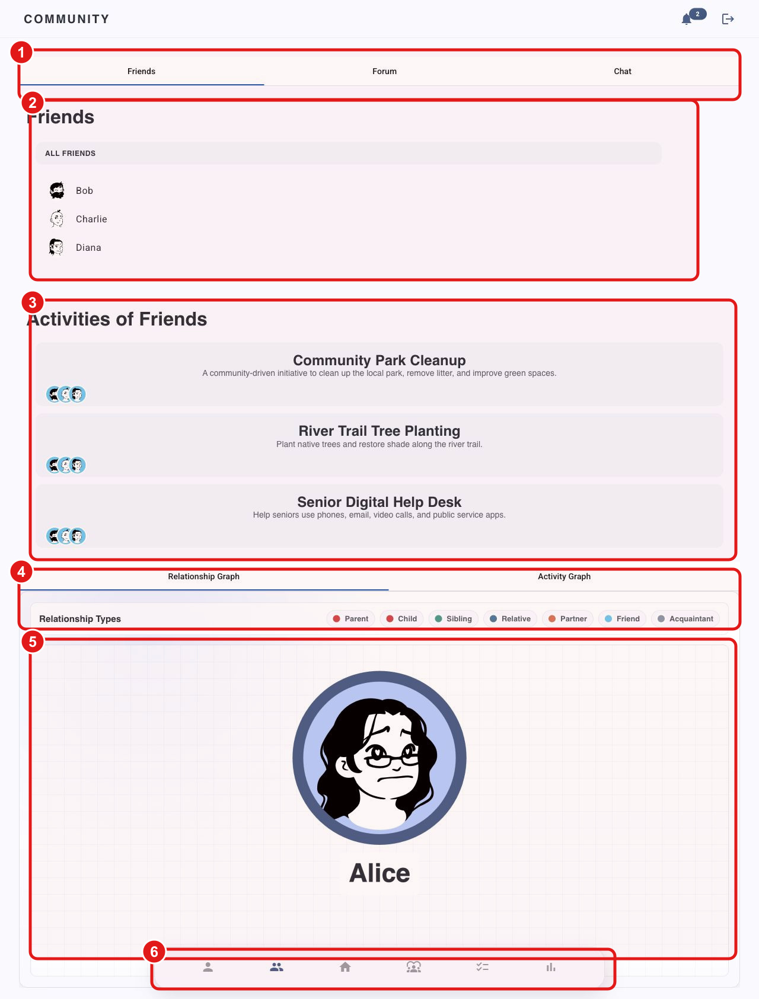 COMMUNITY
2
1
Friends Forum Chat
2
Friends
ALL FRIENDS
Bob
Charlie
Diana
3
Activities of Friends
Community Park Cleanup
A community-driven initiative to clean up the local park, remove litter, and improve green spaces.
River Trail Tree Planting
Plant native trees and restore shade along the river trail.
Senior Digital Help Desk
Help seniors use phones, email, video calls, and public service apps.
4
Relationship Graph Activity Graph
Relationship Types Parent Child Sibling Relative Partner Friend Acquaintant
5
Alice
6